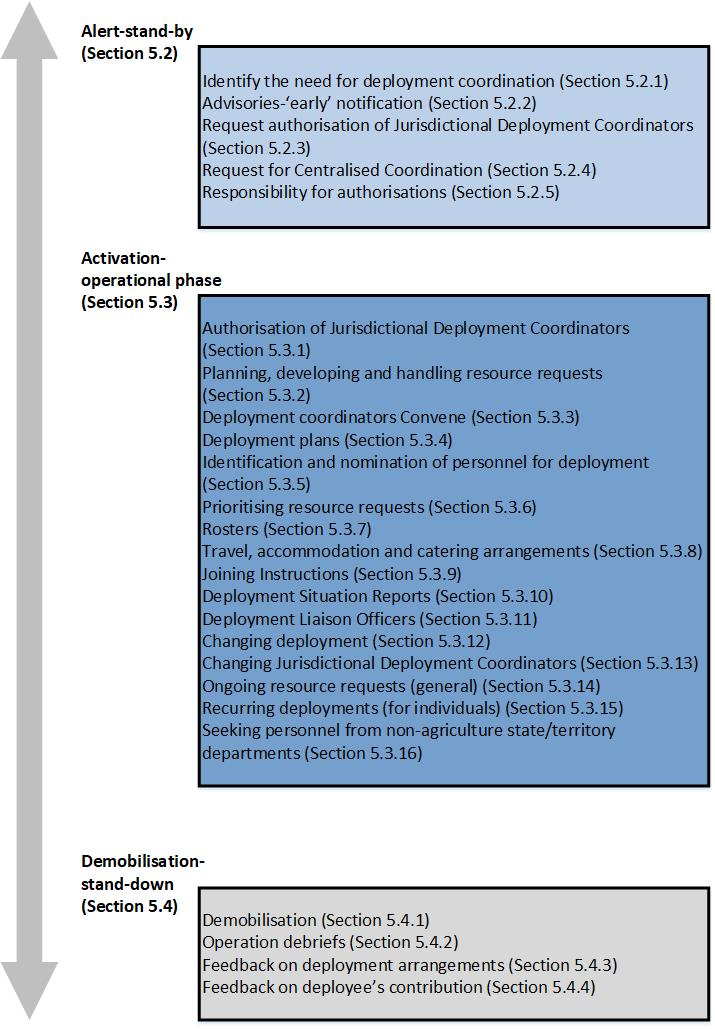 Alert-stand-by
(Section 5.2)
Identify the need for deployment coordination (Section 5.2.1)
Advisories-‘early’ notification (Section 5.2.2)
Request authorisation of Jurisdictional Deployment Coordinators
(Section 5.2.3)
Request for Centralised Coordination (Section 5.2.4)
Responsibility for authorisations (Section 5.2.5)
Activation-
operational phase
(Section 5.3)
Authorisation of Jurisdictional Deployment Coordinators
(Section 5.3.1)
Planning, developing and handling resource requests
(Section 5.3.2)
Deployment coordinators Convene (Section 5.3.3)
Deployment plans (Section 5.3.4)
Identification and nomination of personnel for deployment
(Section 5.3.5)
Prioritising resource requests (Section 5.3.6)
Rosters (Section 5.3.7)
Travel, accommodation and catering arrangements (Section 5.3.8)
Joining Instructions (Section 5.3.9)
Deployment Situation Reports (Section 5.3.10)
Deployment Liaison Officers (Section 5.3.11)
Changing deployment (Section 5.3.12)
Changing Jurisdictional Deployment Coordinators (Section 5.3.13)
Ongoing resource requests (general) (Section 5.3.14)
Recurring deployments (for individuals) (Section 5.3.15)
Seeking personnel from non-agriculture state/territory
departments (Section 5.3.16)
Demobilisation-
stand-down
(Section 5.4)
Demobilisation (Section 5.4.1)
Operation debriefs (Section 5.4.2)
Feedback on deployment arrangements (Section 5.4.3)
Feedback on deployee’s contribution (Section 5.4.4)